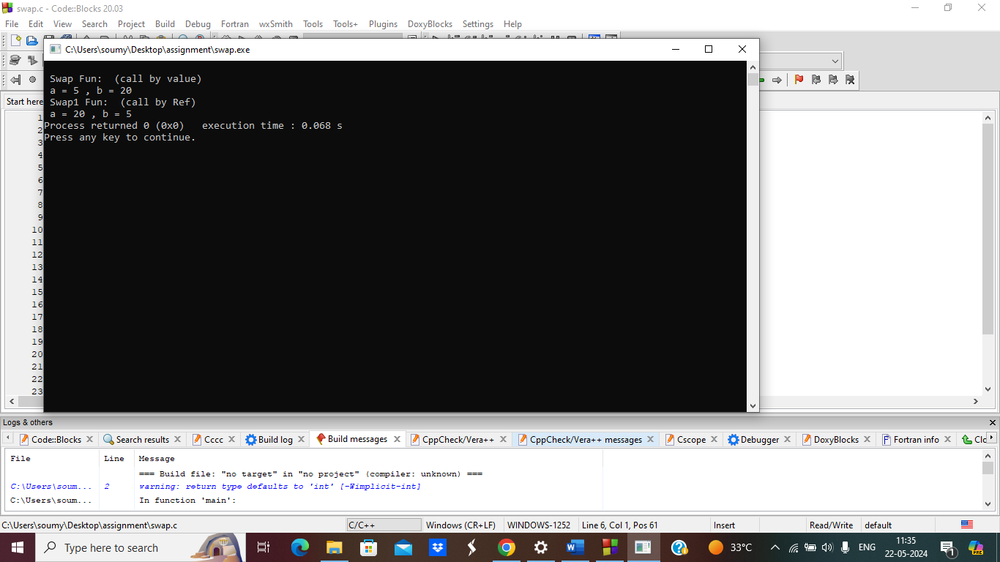 swap.c - Code::Blocks 20.03
File Edit View Search Project Build Debug Fortran wxSmith Tools Tools+ Plugins DoxyBlocks Settings Help
C:\Users\soumy\Desktop\assignment\swap.exe
Swap Fun:  (call by value)
a = 5 , b = 20
Swap1 Fun:  (call by Ref)
a = 20 , b = 5
Process returned 0 (0x0)   execution time : 0.068 s
Press any key to continue.
Start here
1
2
3
4
5
6
7
8
9
10
11
12
13
14
15
16
17
18
19
20
21
22
23
Logs & others
Code::Blocks Search results Cccc Build log Build messages CppCheck/Vera++ CppCheck/Vera++ messages Cscope Debugger DoxyBlocks Fortran info Clo
File Line Message
=== Build file: "no target" in "no project" (compiler: unknown) ===
C:\Users\soum... 2 warning: return type defaults to 'int' [-Wimplicit-int]
C:\Users\soum... In function 'main':
C:\Users\soumy\Desktop\assignment\swap.c C/C++ Windows (CR+LF) WINDOWS-1252 Line 6, Col 1, Pos 61 Insert Read/Write default
Type here to search 33°C ENG 11:35
22-05-2024 1 PRE